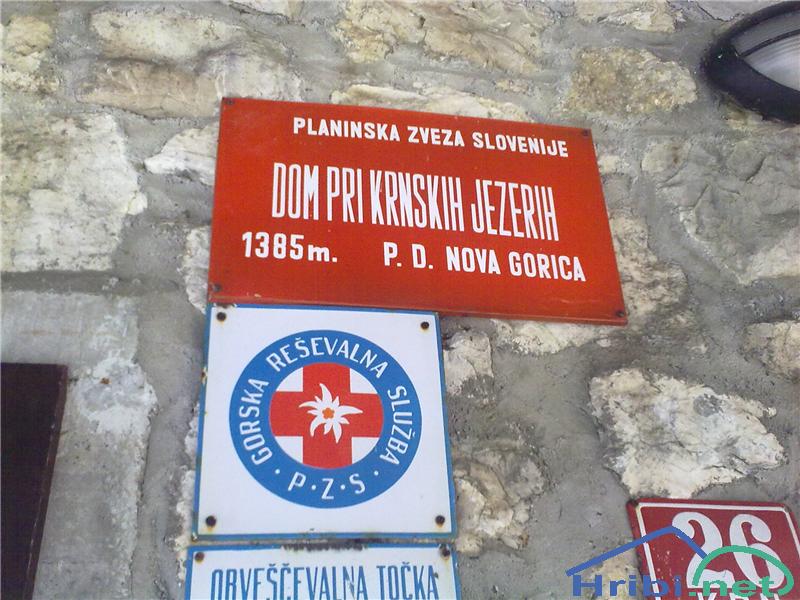 PLANINSKA ZVEZA SLOVENIJE
DOM PRI KRNSKIH JEZERIH
1385m. P. D. NOVA GORICA
GORSKA REŠEVALNA SLUŽBA
· P · Z · S ·
OBVEŠČEVALNA TOČKA
26
Hribi.net